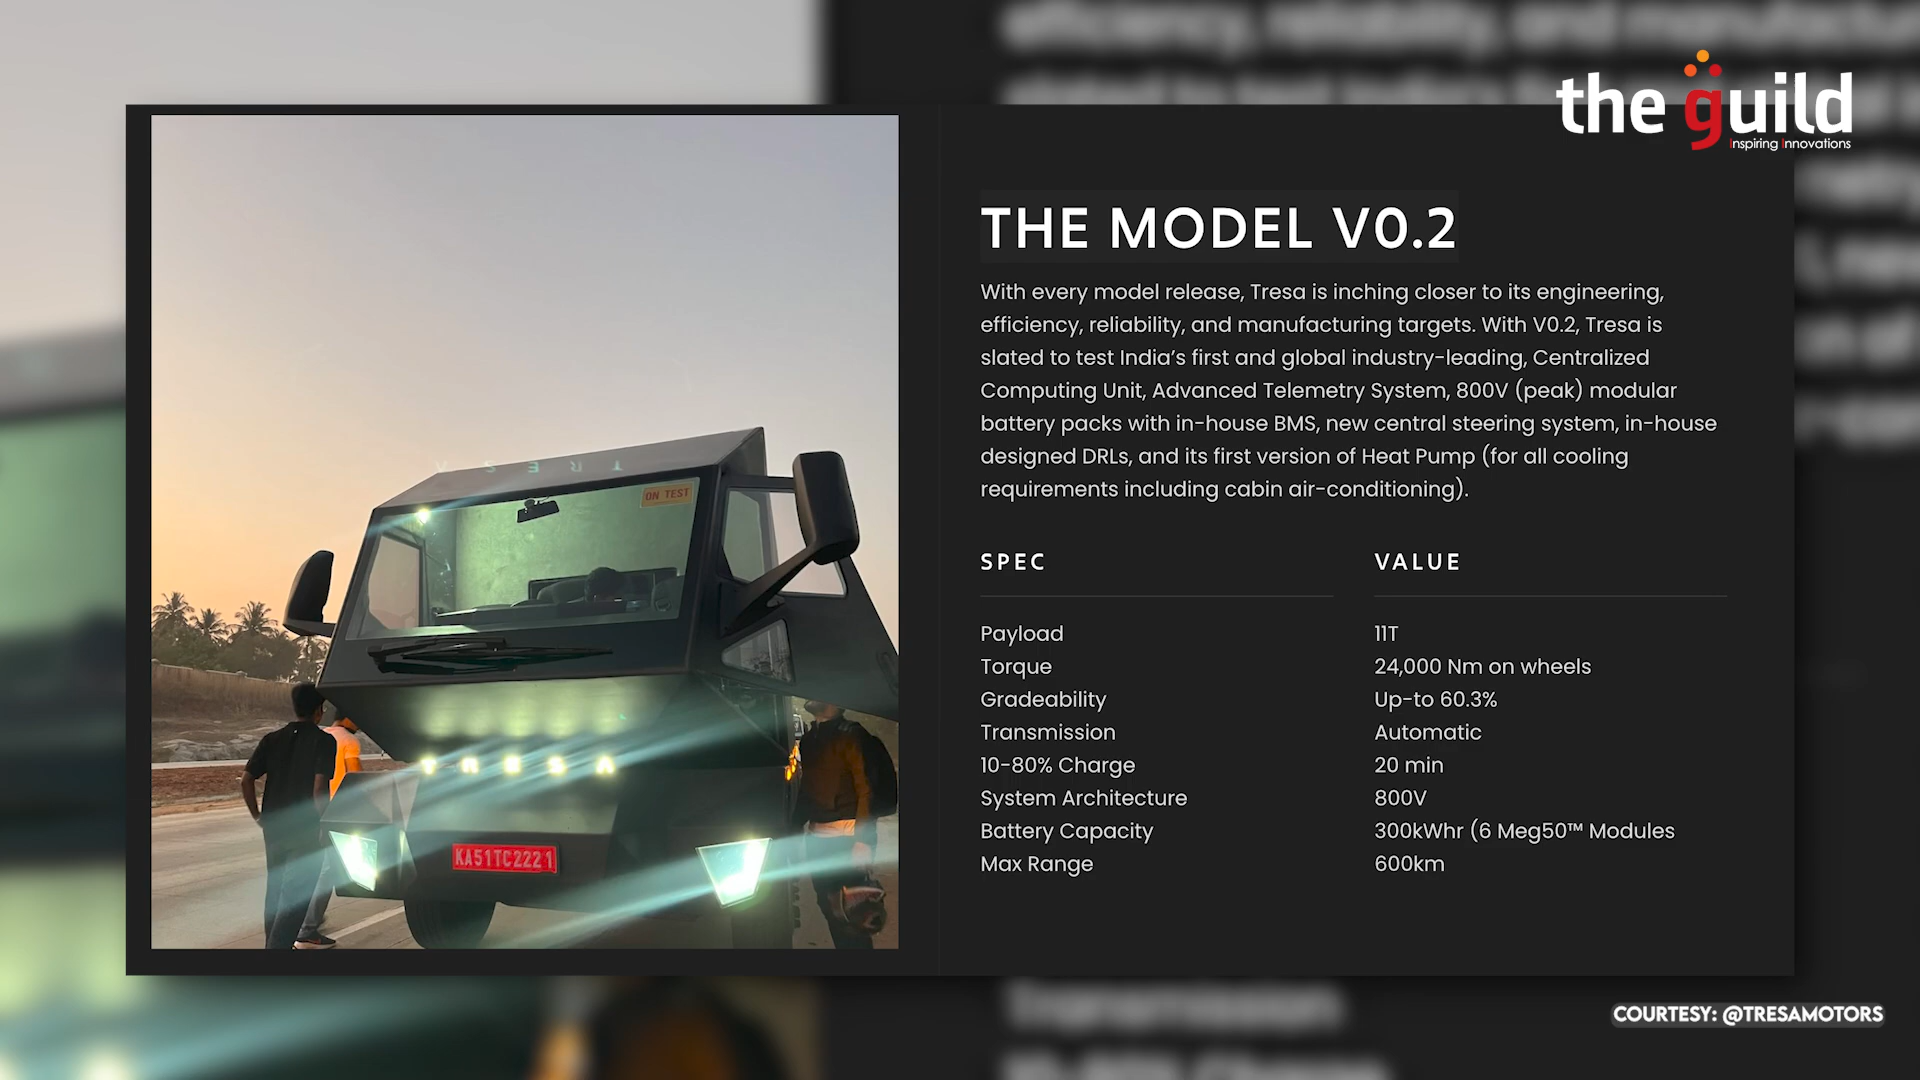 the guild
Inspiring Innovations
THE MODEL V0.2
With every model release, Tresa is inching closer to its engineering,
efficiency, reliability, and manufacturing targets. With V0.2, Tresa is
slated to test India's first and global industry-leading, Centralized
Computing Unit, Advanced Telemetry System, 800V (peak) modular
battery packs with in-house BMS, new central steering system, in-house
designed DRLs, and its first version of Heat Pump (for all cooling
requirements including cabin air-conditioning).
SPEC VALUE
Payload 11T
Torque 24,000 Nm on wheels
Gradeability Up-to 60.3%
Transmission Automatic
10-80% Charge 20 min
System Architecture 800V
Battery Capacity 300kWhr (6 Meg50™ Modules
Max Range 600km
TRESA
ON TEST
TRESA
KA51TC2221
COURTESY: @TRESAMOTORS